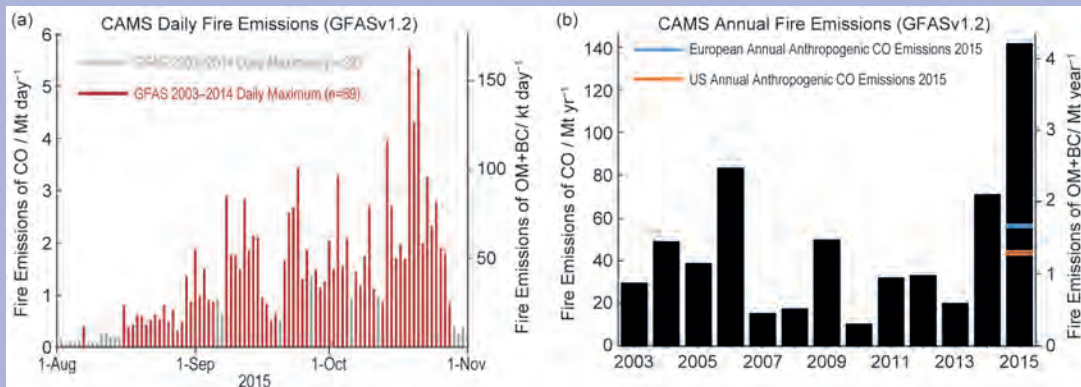 (a) CAMS Daily Fire Emissions (GFASv1.2)
Fire Emissions of CO / Mt day⁻¹
6
5
4
3
2
1
0
GFAS 2003–2014 Daily Maximum (n=69)
150
100
50
Fire Emissions of OM+BC/ kt day⁻¹
1-Aug 1-Sep 1-Oct 1-Nov
2015
(b) CAMS Annual Fire Emissions (GFASv1.2)
Fire Emissions of CO / Mt yr⁻¹
140
120
100
80
60
40
20
0
European Annual Anthropogenic CO Emissions 2015
US Annual Anthropogenic CO Emissions 2015
4
3
2
1
0
Fire Emissions of OM+BC/ Mt year⁻¹
2003 2005 2007 2009 2011 2013 2015